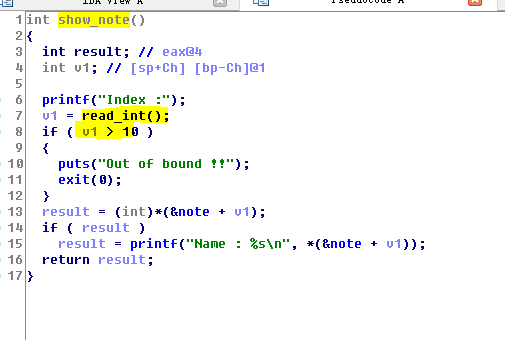 IDA View-A
Pseudocode-A
1 int show_note()
2 {
3 int result; // eax@4
4 int v1; // [sp+Ch] [bp-Ch]@1
5
6 printf("Index :");
7 v1 = read_int();
8 if ( v1 > 10 )
9 {
10 puts("Out of bound !!");
11 exit(0);
12 }
13 result = (int)*(&note + v1);
14 if ( result )
15 result = printf("Name : %s\n", *(&note + v1));
16 return result;
17 }